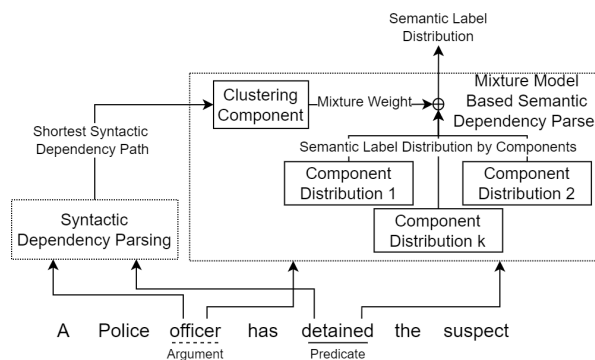 Semantic Label
Distribution
Mixture Model
Based Semantic
Dependency Parse
Clustering
Component
Mixture Weight
Shortest Syntactic
Dependency Path
Semantic Label Distribution by Components
Component
Distribution 1
Component
Distribution 2
Component
Distribution k
Syntactic
Dependency Parsing
A Police officer has detained the suspect
Argument Predicate